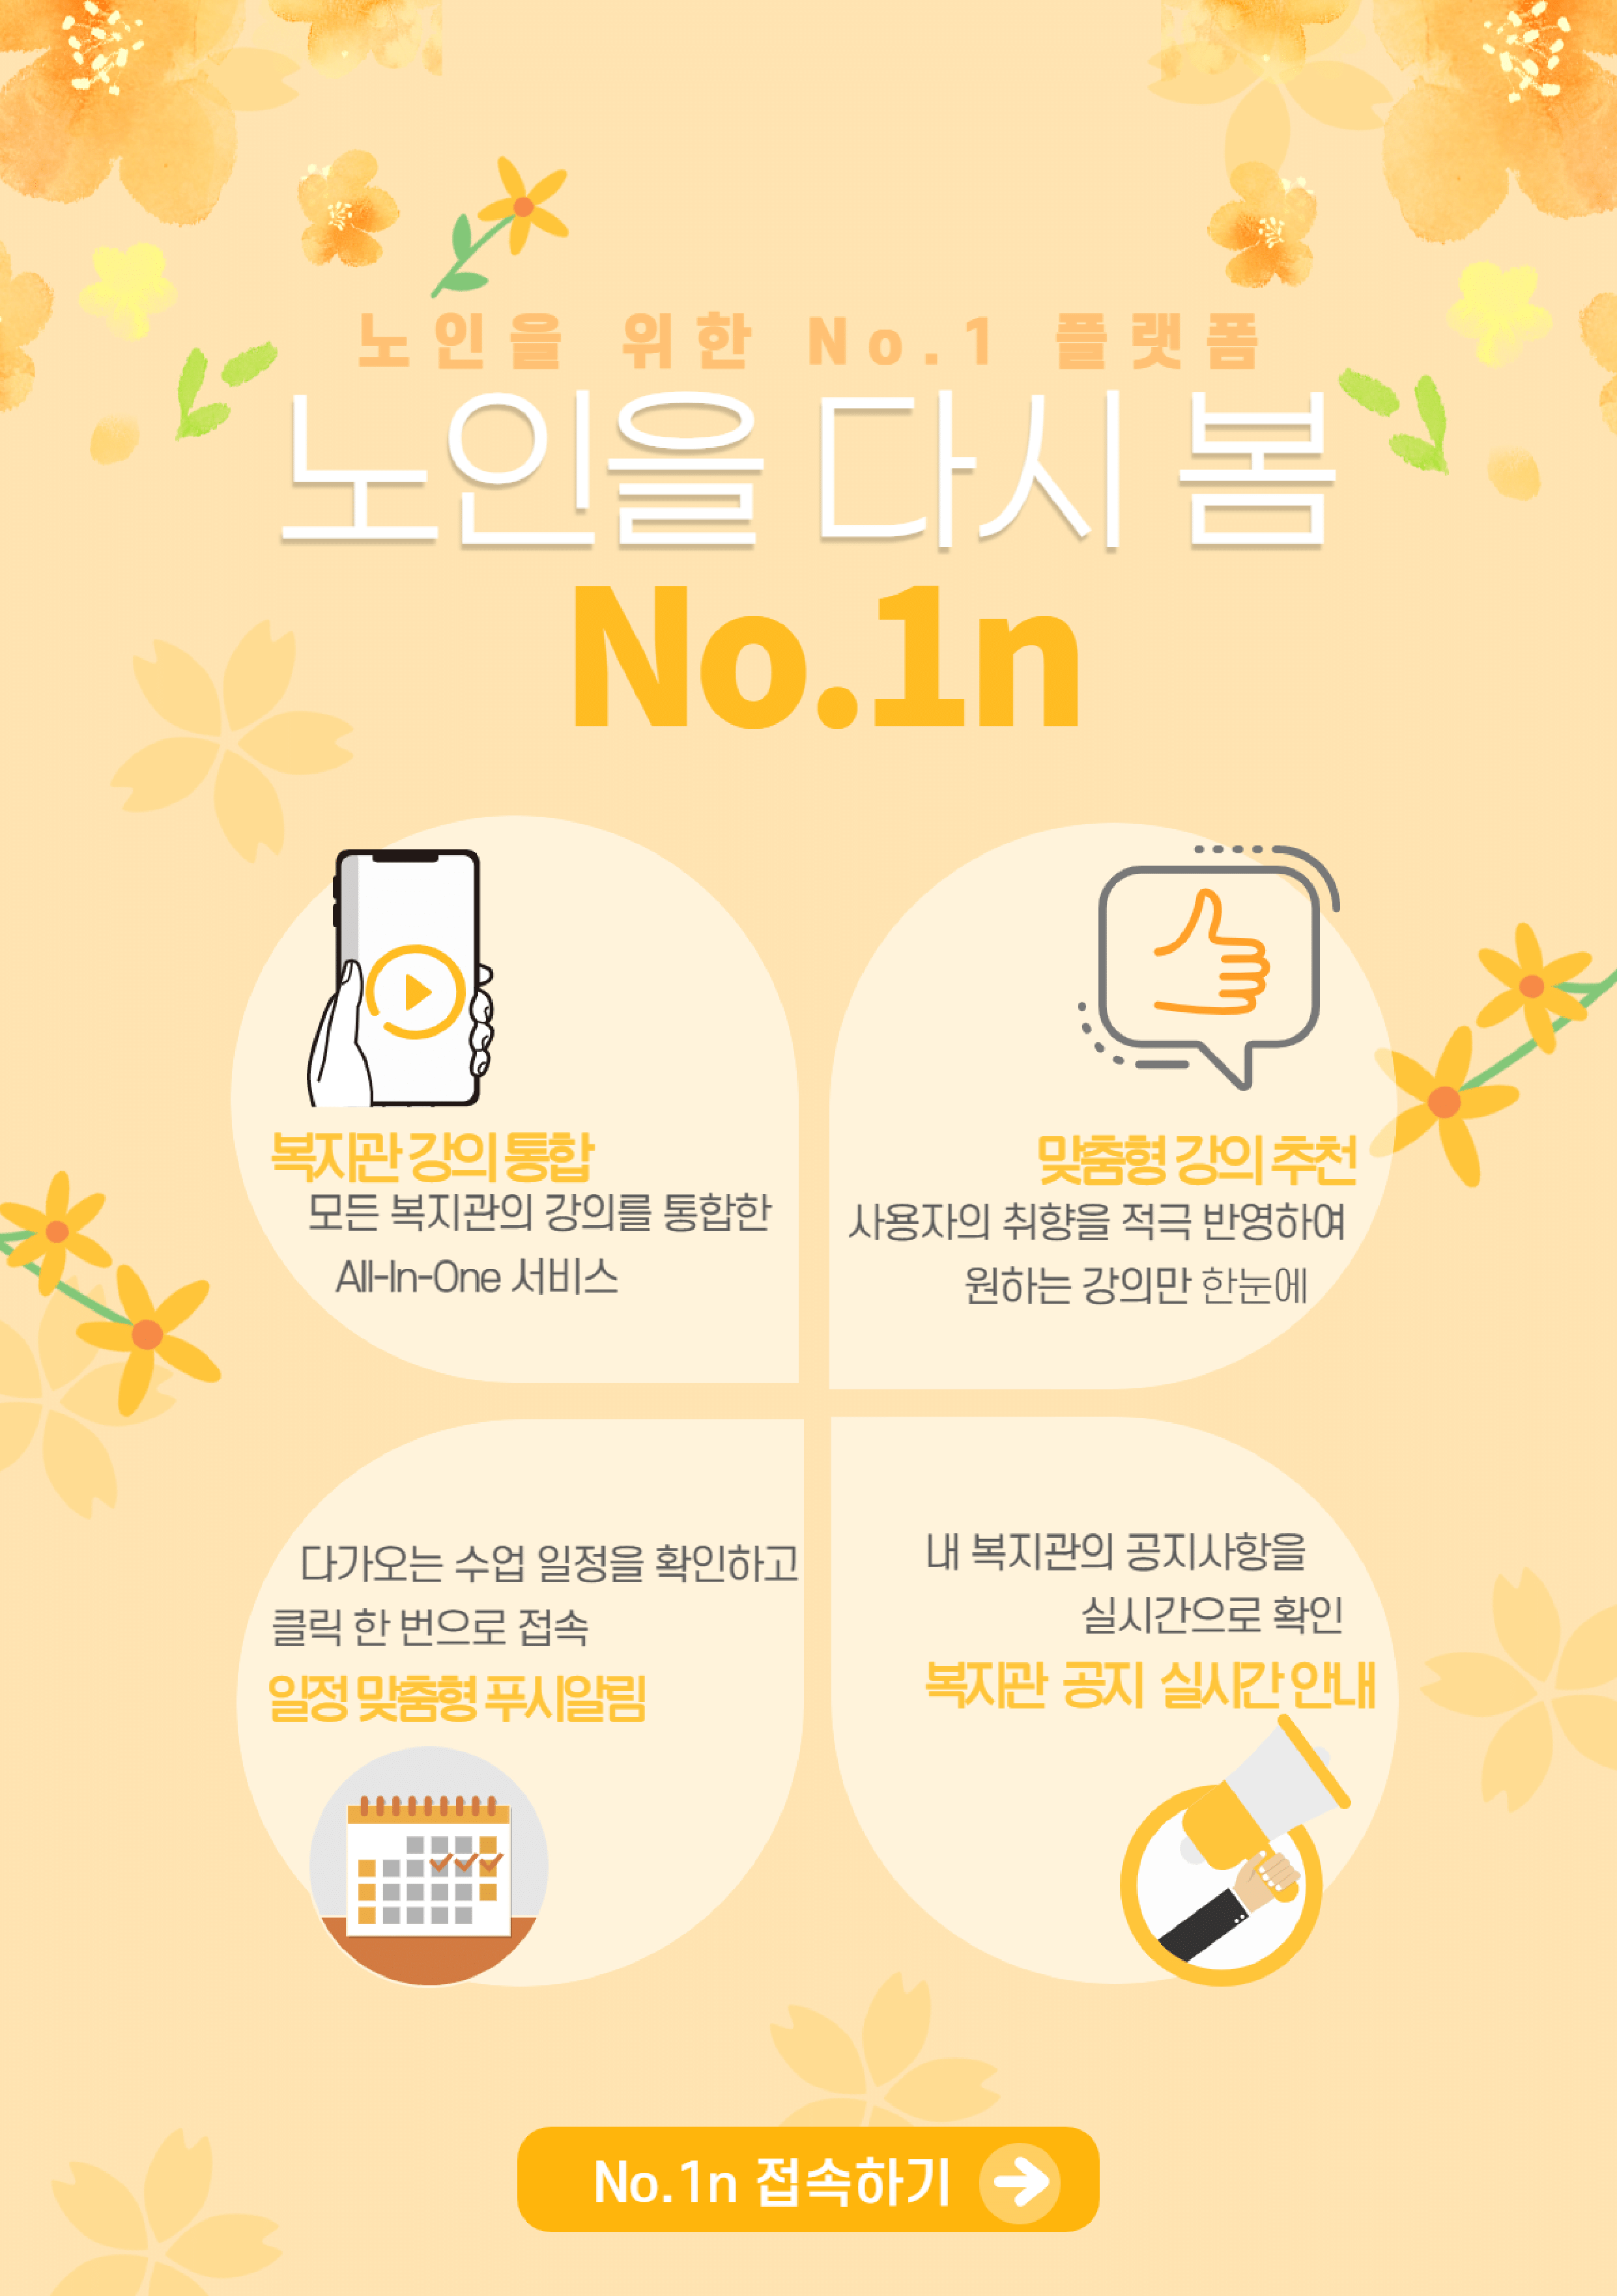 노인을 위한 No.1 플랫폼
노인을 다시 봄
No.1n
복지관 강의 통합
모든 복지관의 강의를 통합한
All-In-One 서비스
맞춤형 강의 추천
사용자의 취향을 적극 반영하여
원하는 강의만 한눈에
다가오는 수업 일정을 확인하고
클릭 한 번으로 접속
일정 맞춤형 푸시알림
내 복지관의 공지사항을
실시간으로 확인
복지관 공지 실시간 안내
No.1n 접속하기